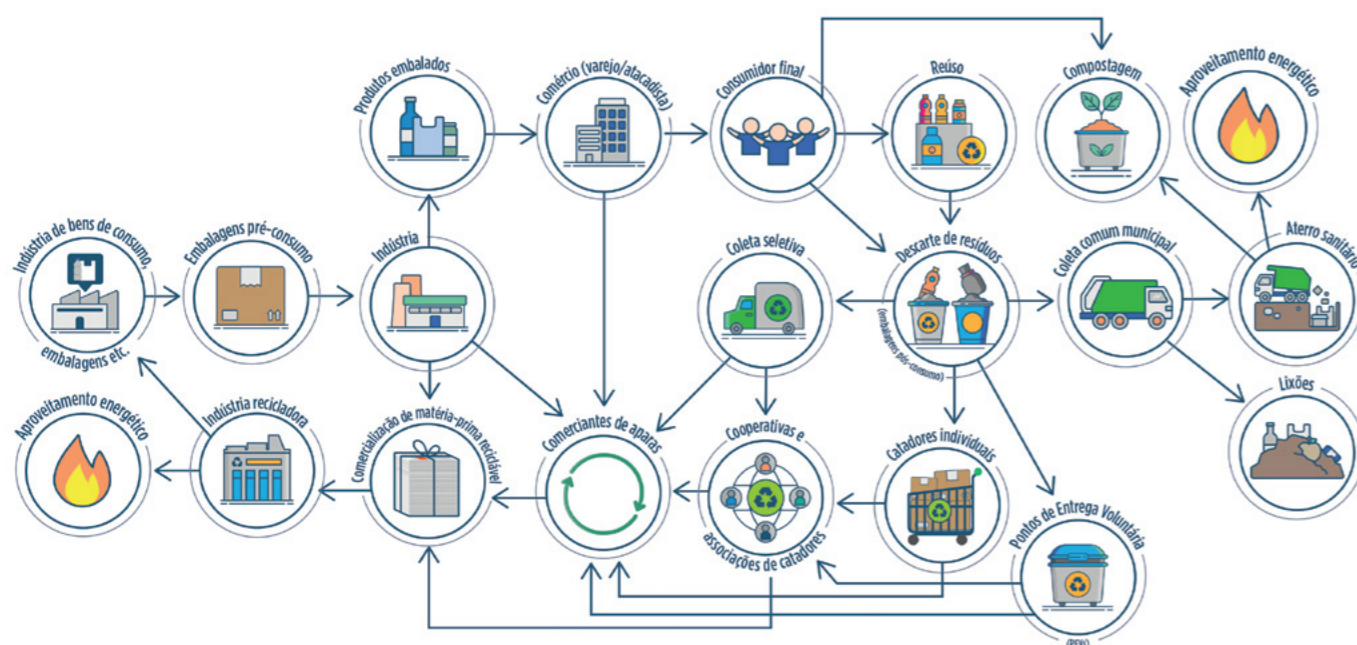 Produtos embalados
Comércio (varejo/atacadista)
Consumidor final
Reúso
Compostagem
Aproveitamento energético
Indústria de bens de consumo,
embalagens etc.
Embalagens pré-consumo
Indústria
Coleta seletiva
Descarte de resíduos
(embalagens pós-consumo)
Coleta comum municipal
Aterro sanitário
Aproveitamento energético
Indústria recicladora
Comercialização de matéria-prima reciclável
Comerciantes de aparas
Cooperativas e
associações de catadores
Catadores individuais
Lixões
Pontos de Entrega Voluntária